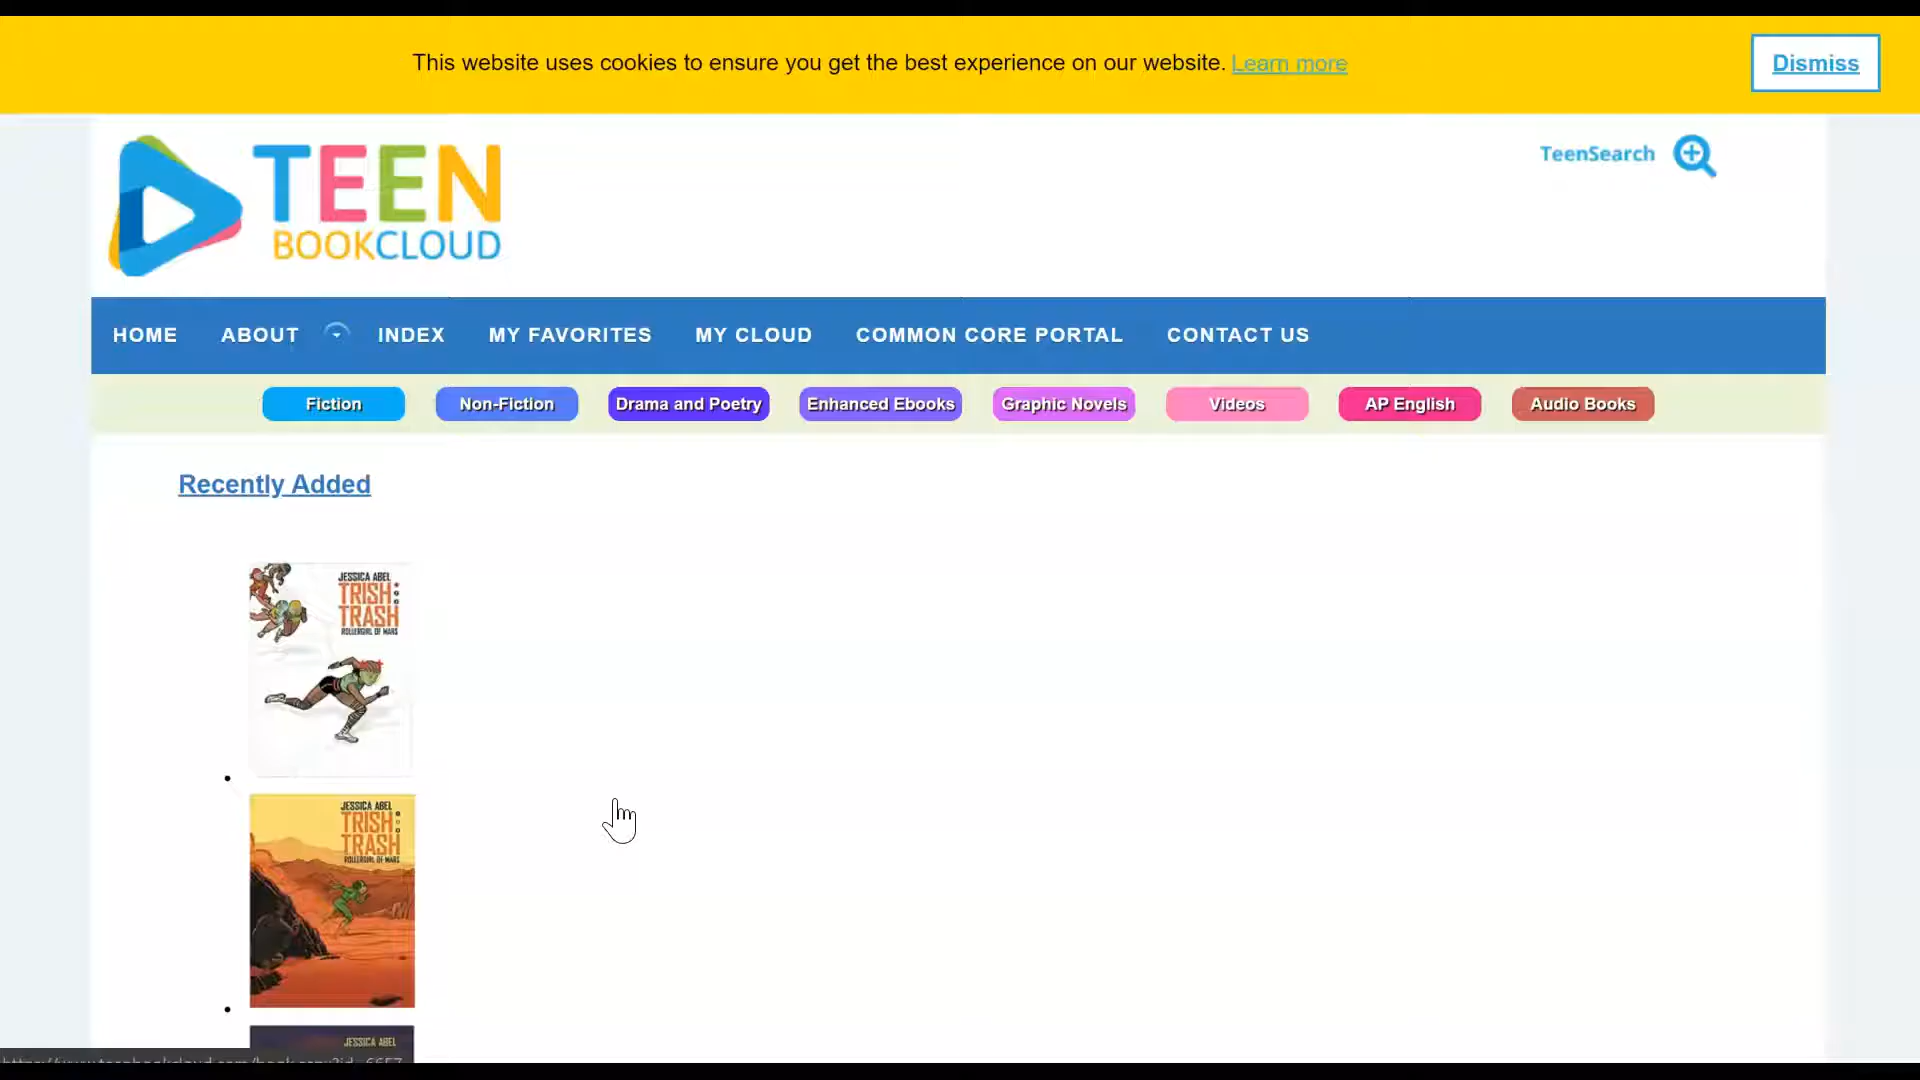 This website uses cookies to ensure you get the best experience on our website. Learn more
Dismiss
TEEN
BOOKCLOUD
TeenSearch
HOME ABOUT INDEX MY FAVORITES MY CLOUD COMMON CORE PORTAL CONTACT US
Fiction Non-Fiction Drama and Poetry Enhanced Ebooks Graphic Novels Videos AP English Audio Books
Recently Added
JESSICA ABEL
TRISH
TRASH
ROLLERGIRL OF MARS
JESSICA ABEL
TRISH
TRASH
ROLLERGIRL OF MARS
JESSICA ABEL